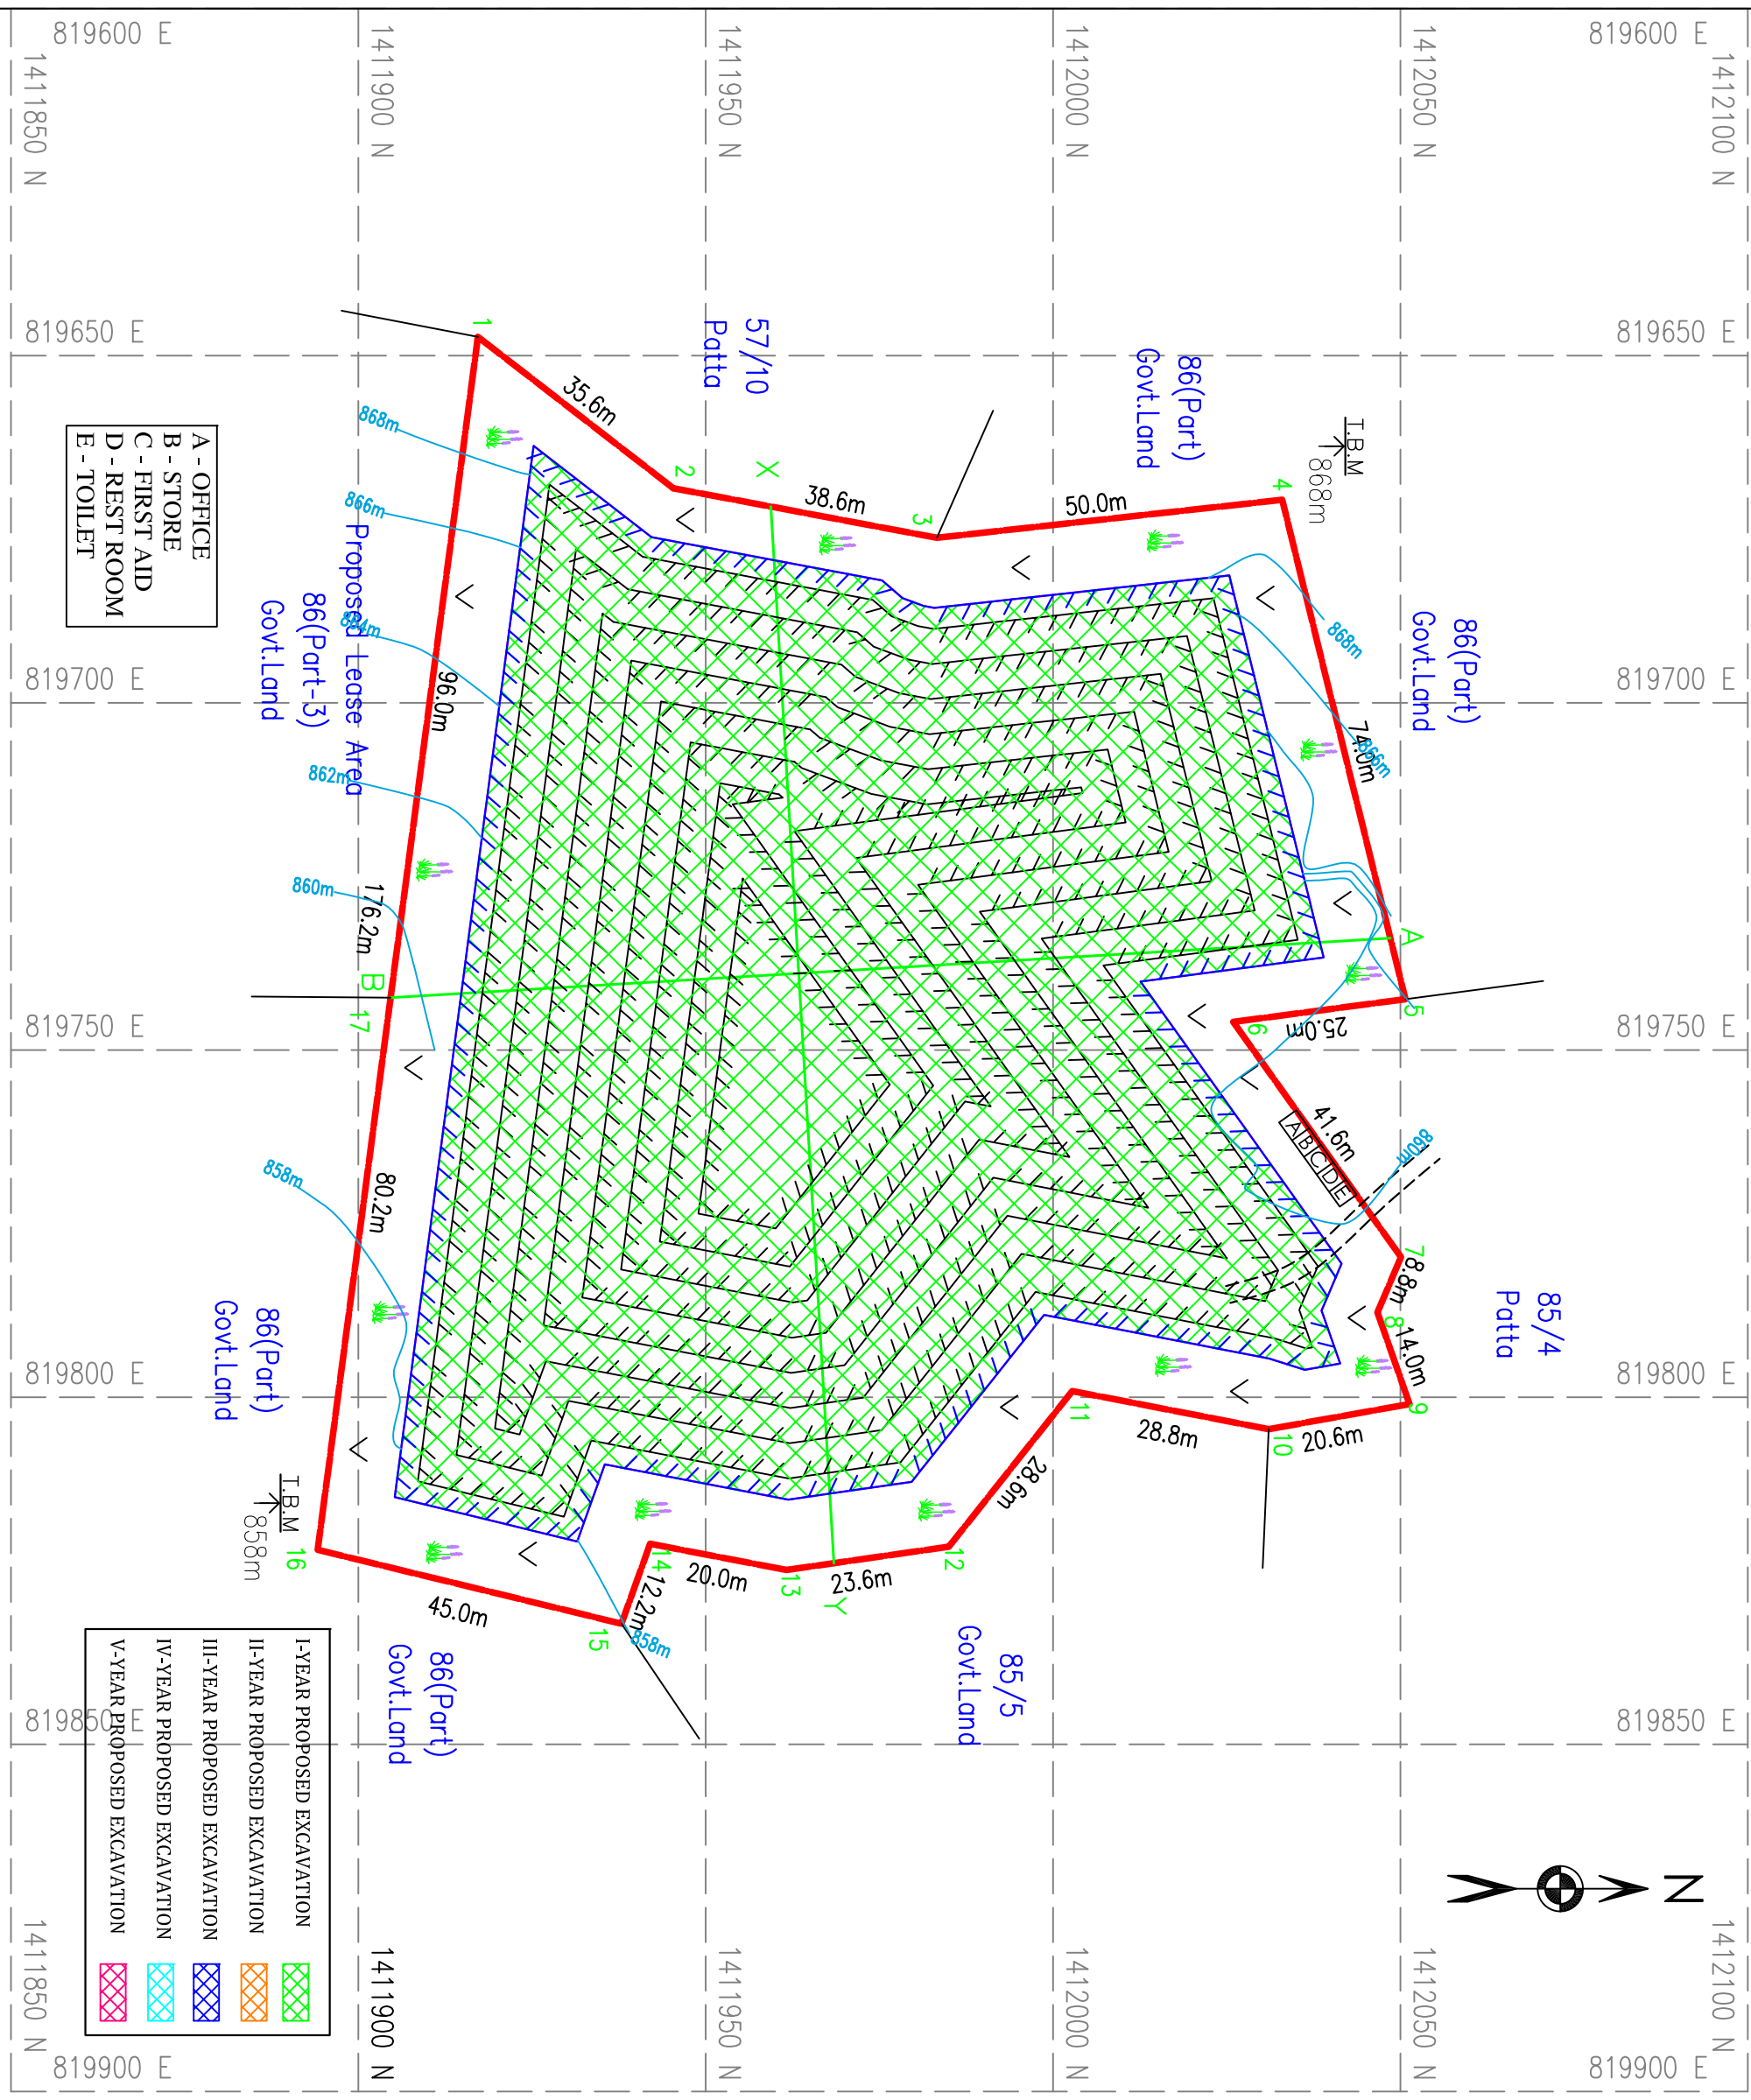 819600 E
1411850 N
1411900 N
1411950 N
1412000 N
1412050 N
1412100 N
819600 E
819650 E
819650 E
819700 E
819700 E
819750 E
819750 E
819800 E
819800 E
819850 E
819850 E
819900 E
819900 E
1411850 N
1411900 N
1411950 N
1412000 N
1412050 N
1412100 N
N
T.B.M
868m
86(Part)
Govt.Land
57/10
Patta
86(Part)
Govt.Land
85/4
Patta
85/5
Govt.Land
86(Part)
Govt.Land
86(Part)
Govt.Land
Proposed Lease Area
86(Part-3)
Govt.Land
T.B.M
858m
1
2
3
4
5
6
7
8
9
10
11
12
13
14
15
16
17
X
Y
A
B
35.6m
38.6m
50.0m
74.0m
25.0m
41.6m
8.8m
14.0m
20.6m
28.8m
28.6m
23.6m
20.0m
12.2m
45.0m
80.2m
176.2m
96.0m
868m
866m
864m
862m
860m
858m
868m
866m
860m
858m
A B C D E
A - OFFICE
B - STORE
C - FIRST AID
D - REST ROOM
E - TOILET
I-YEAR PROPOSED EXCAVATION
II-YEAR PROPOSED EXCAVATION
III-YEAR PROPOSED EXCAVATION
IV-YEAR PROPOSED EXCAVATION
V-YEAR PROPOSED EXCAVATION